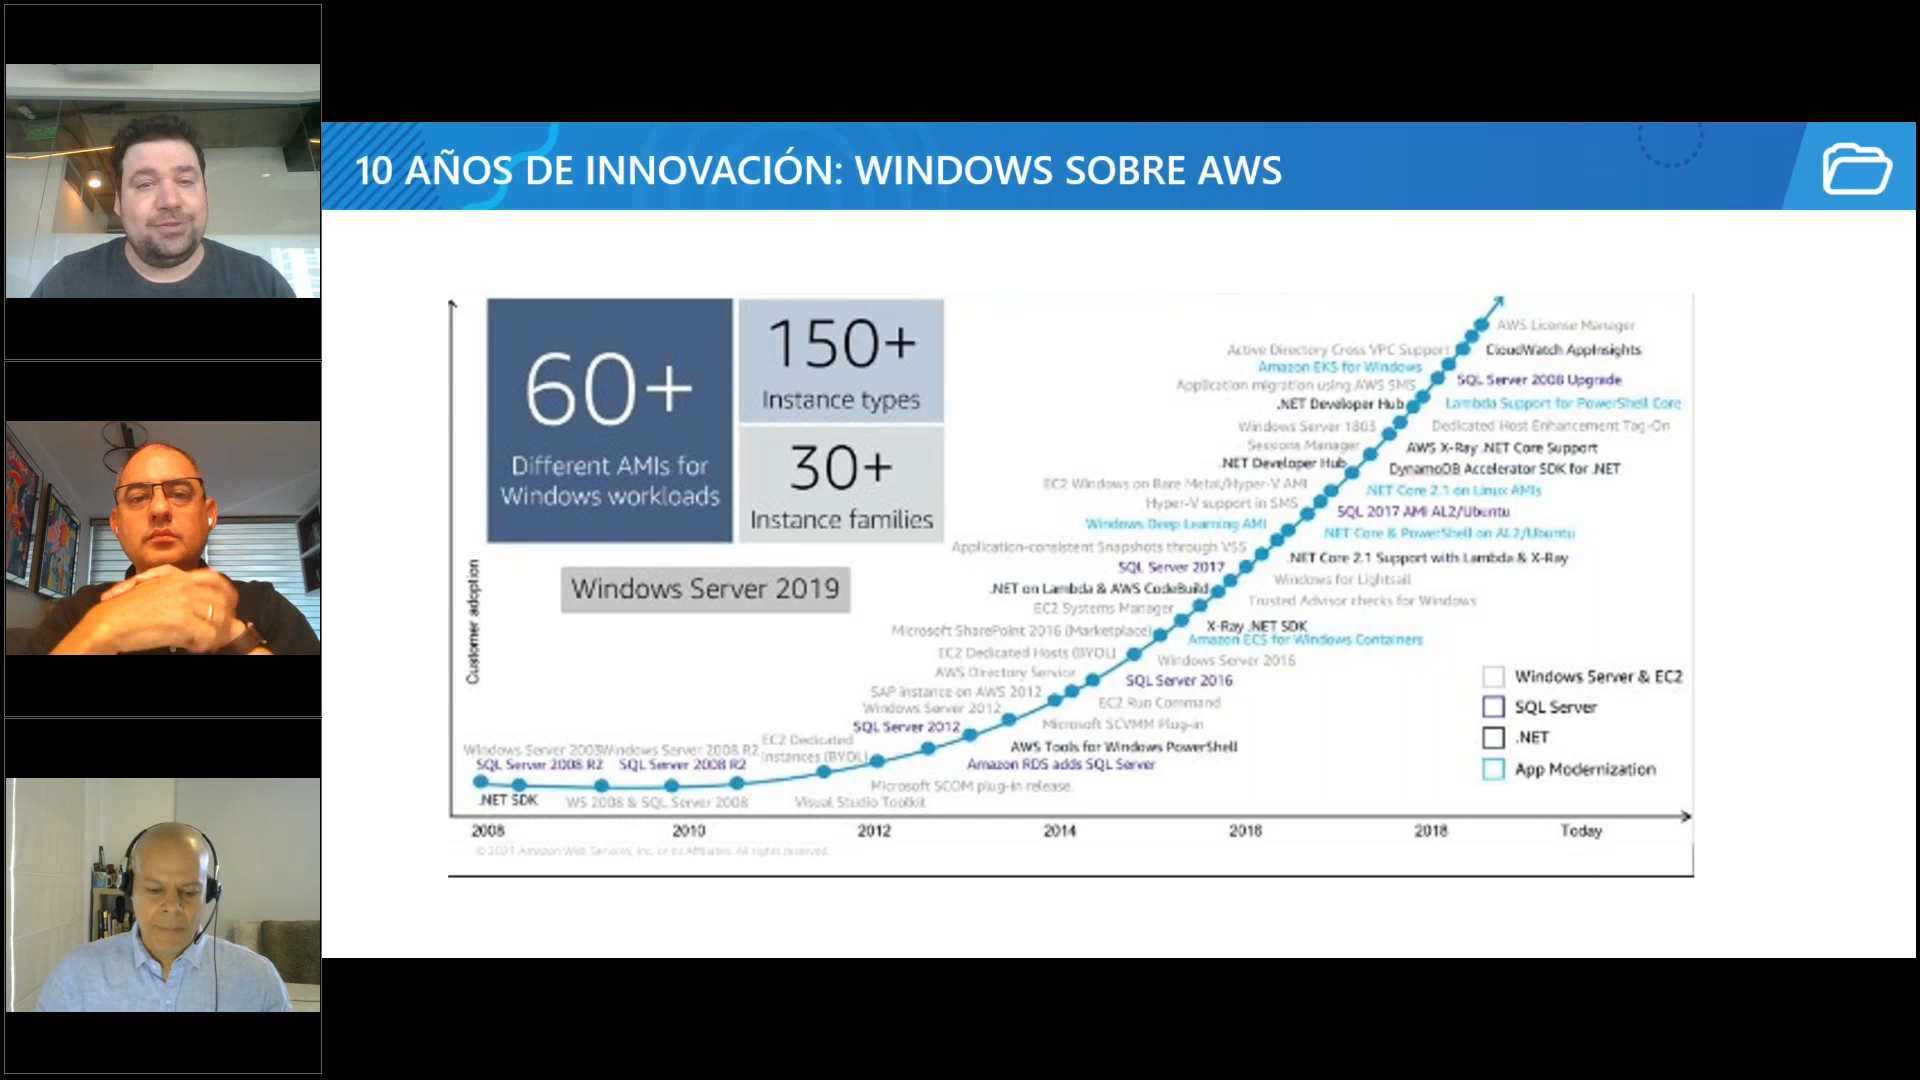 10 AÑOS DE INNOVACIÓN: WINDOWS SOBRE AWS
60+
Different AMIs for
Windows workloads
150+
Instance types
30+
Instance families
Windows Server 2019
Customer adoption
AWS License Manager
Active Directory Cross VPC Support
CloudWatch AppInsights
Amazon EKS for Windows
SQL Server 2008 Upgrade
Application migration using AWS SMS
.NET Developer Hub
Lambda Support for PowerShell Core
Windows Server 1803
Dedicated Host Enhancement Tag-On
Sessions Manager
AWS X-Ray .NET Core Support
.NET Developer Hub
DynamoDB Accelerator SDK for .NET
EC2 Windows on Bare Metal/Hyper-V AMI
.NET Core 2.1 on Linux AMIs
Hyper-V support in SMS
SQL 2017 AMI AL2/Ubuntu
Windows Deep Learning AMI
.NET Core & PowerShell on AL2/Ubuntu
Application-consistent Snapshots through VSS
.NET Core 2.1 Support with Lambda & X-Ray
SQL Server 2017
Windows for Lightsail
.NET on Lambda & AWS CodeBuild
Trusted Advisor checks for Windows
EC2 Systems Manager
X-Ray .NET SDK
Microsoft SharePoint 2016 (Marketplace)
Amazon ECS for Windows Containers
EC2 Dedicated Hosts (BYOL)
Windows Server 2016
AWS Directory Service
SQL Server 2016
SAP instance on AWS 2012
EC2 Run Command
Windows Server 2012
Microsoft SCVMM Plug-in
SQL Server 2012
AWS Tools for Windows PowerShell
EC2 Dedicated
Instances (BYOL)
Amazon RDS adds SQL Server
Windows Server 2003
Windows Server 2008 R2
SQL Server 2008 R2
SQL Server 2008 R2
Microsoft SCOM plug-in release
.NET SDK
WS 2008 & SQL Server 2008
Visual Studio Toolkit
Windows Server & EC2
SQL Server
.NET
App Modernization
2008
2010
2012
2014
2016
2018
Today
© 2021 Amazon Web Services, Inc. or its Affiliates. All rights reserved.